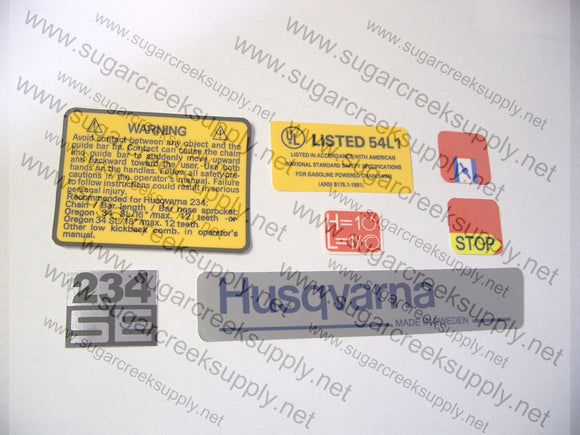 www.sugarcreeksupply.net
WARNING
Avoid contact between any object and the
guide bar tip. Contact can cause the chain
and guide bar to suddenly move upward
and backward toward the user. Use both
hands on the handles. Follow all safety pre-
cautions in the operator's manual. Failure
to follow instructions could result in serious
personal injury.
Recommended for Husqvarna 234:
Chain / Bar length / Bar nose sprocket:
Oregon 34 SL/16" max. 12 teeth or
Oregon 34 SL/18" max. 12 teeth
Other low kickback comb. in operator's
manual.
UL LISTED 54L1
LISTED IN ACCORDANCE WITH AMERICAN
NATIONAL STANDARD SAFETY SPECIFICATIONS
FOR GASOLINE POWERED CHAIN SAWS
(ANSI B175.1-1991).
H=1
L=1
STOP
234
SE
Husqvarna
MADE IN SWEDEN